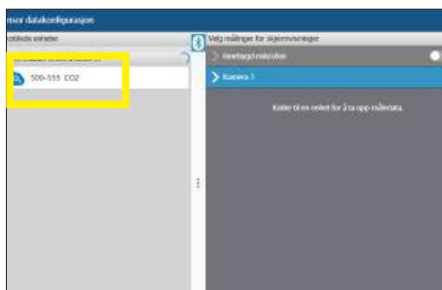 nsor datakonfigurasjon
enheter
Velg målinger for skjermvisninger
500-555 CO2
Innebygd mikrofon
Kamera 1
Koble til en enhet for å ta opp måledata.